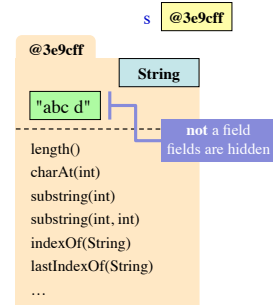 s @3e9cff
@3e9cff
String
"abc d"
not a field
fields are hidden
length()
charAt(int)
substring(int)
substring(int, int)
indexOf(String)
lastIndexOf(String)
…